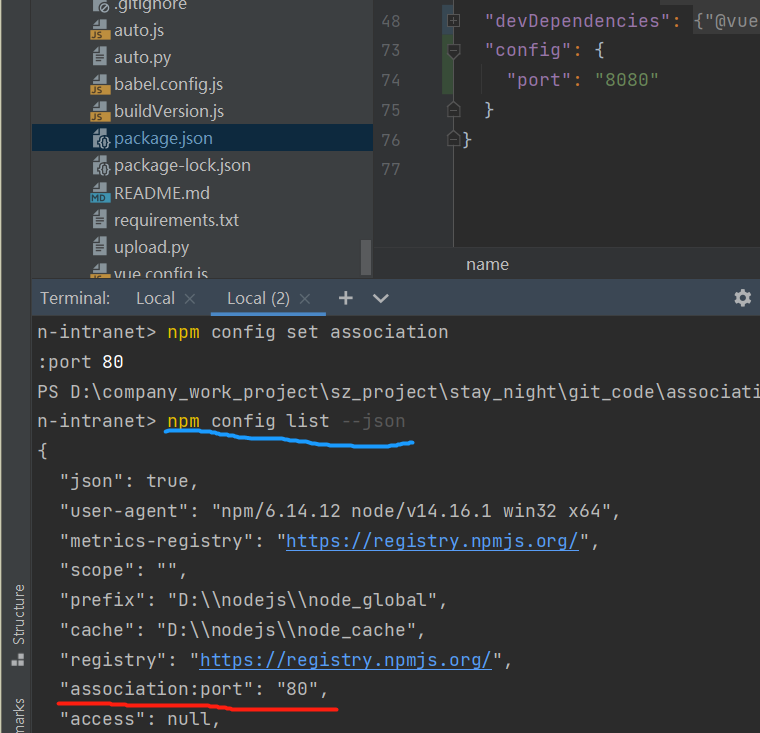 .gitignore
auto.js
auto.py
babel.config.js
buildVersion.js
package.json
package-lock.json
README.md
requirements.txt
upload.py
vue.config.js
48 "devDependencies": {"@vue
73 "config": {
74 "port": "8080"
75 }
76 }
77
name
Terminal: Local × Local (2) × +
n-intranet> npm config set association
:port 80
PS D:\company_work_project\sz_project\stay_night\git_code\associati
n-intranet> npm config list --json
{
"json": true,
"user-agent": "npm/6.14.12 node/v14.16.1 win32 x64",
"metrics-registry": "https://registry.npmjs.org/",
"scope": "",
"prefix": "D:\\nodejs\\node_global",
"cache": "D:\\nodejs\\node_cache",
"registry": "https://registry.npmjs.org/",
"association:port": "80",
"access": null,
Structure
marks